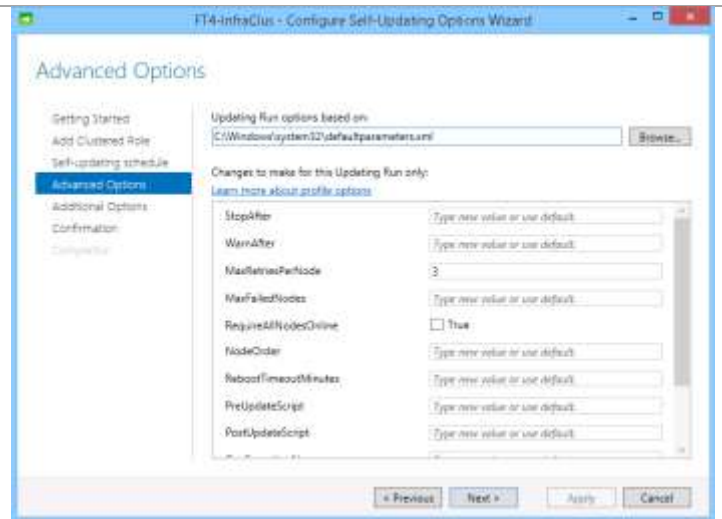 FT4-InfraClus - Configure Self-Updating Options Wizard
Advanced Options
Getting Started
Add Clustered Role
Self-updating schedule
Advanced Options
Additional Options
Confirmation
Completion
Updating Run options based on:
C:\Windows\system32\defaultparameters.xml
Browse...
Changes to make for this Updating Run only:
Learn more about profile options
StopAfter
Type new value or use default.
WarnAfter
Type new value or use default.
MaxRetriesPerNode
3
MaxFailedNodes
Type new value or use default.
RequireAllNodesOnline
True
NodeOrder
Type new value or use default.
RebootTimeoutMinutes
Type new value or use default.
PreUpdateScript
Type new value or use default.
PostUpdateScript
Type new value or use default.
< Previous
Next >
Apply
Cancel